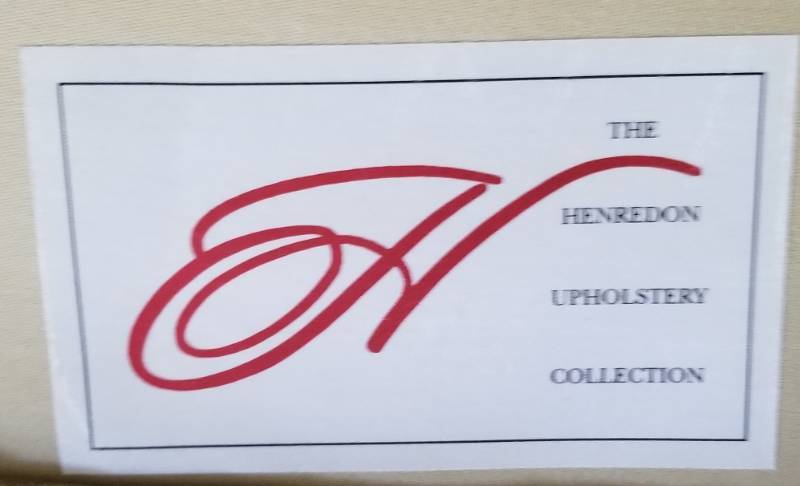 H
THE
HENREDON
UPHOLSTERY
COLLECTION